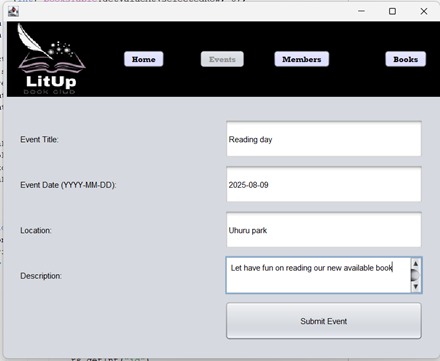 LitUp
book club
Home
Events
Members
Books
Event Title:
Reading day
Event Date (YYYY-MM-DD):
2025-08-09
Location:
Uhuru park
Description:
Let have fun on reading our new available book
Submit Event